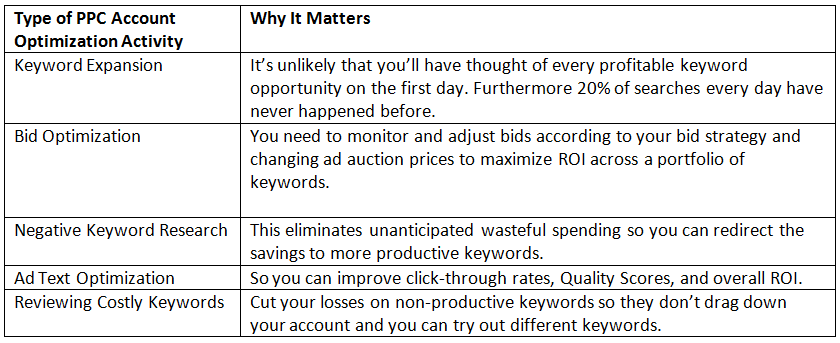 Type of PPC Account Why It Matters
Optimization Activity
Keyword Expansion It’s unlikely that you’ll have thought of every profitable keyword
opportunity on the first day. Furthermore 20% of searches every day have
never happened before.
Bid Optimization You need to monitor and adjust bids according to your bid strategy and
changing ad auction prices to maximize ROI across a portfolio of
keywords.
Negative Keyword Research This eliminates unanticipated wasteful spending so you can redirect the
savings to more productive keywords.
Ad Text Optimization So you can improve click-through rates, Quality Scores, and overall ROI.
Reviewing Costly Keywords Cut your losses on non-productive keywords so they don’t drag down
your account and you can try out different keywords.